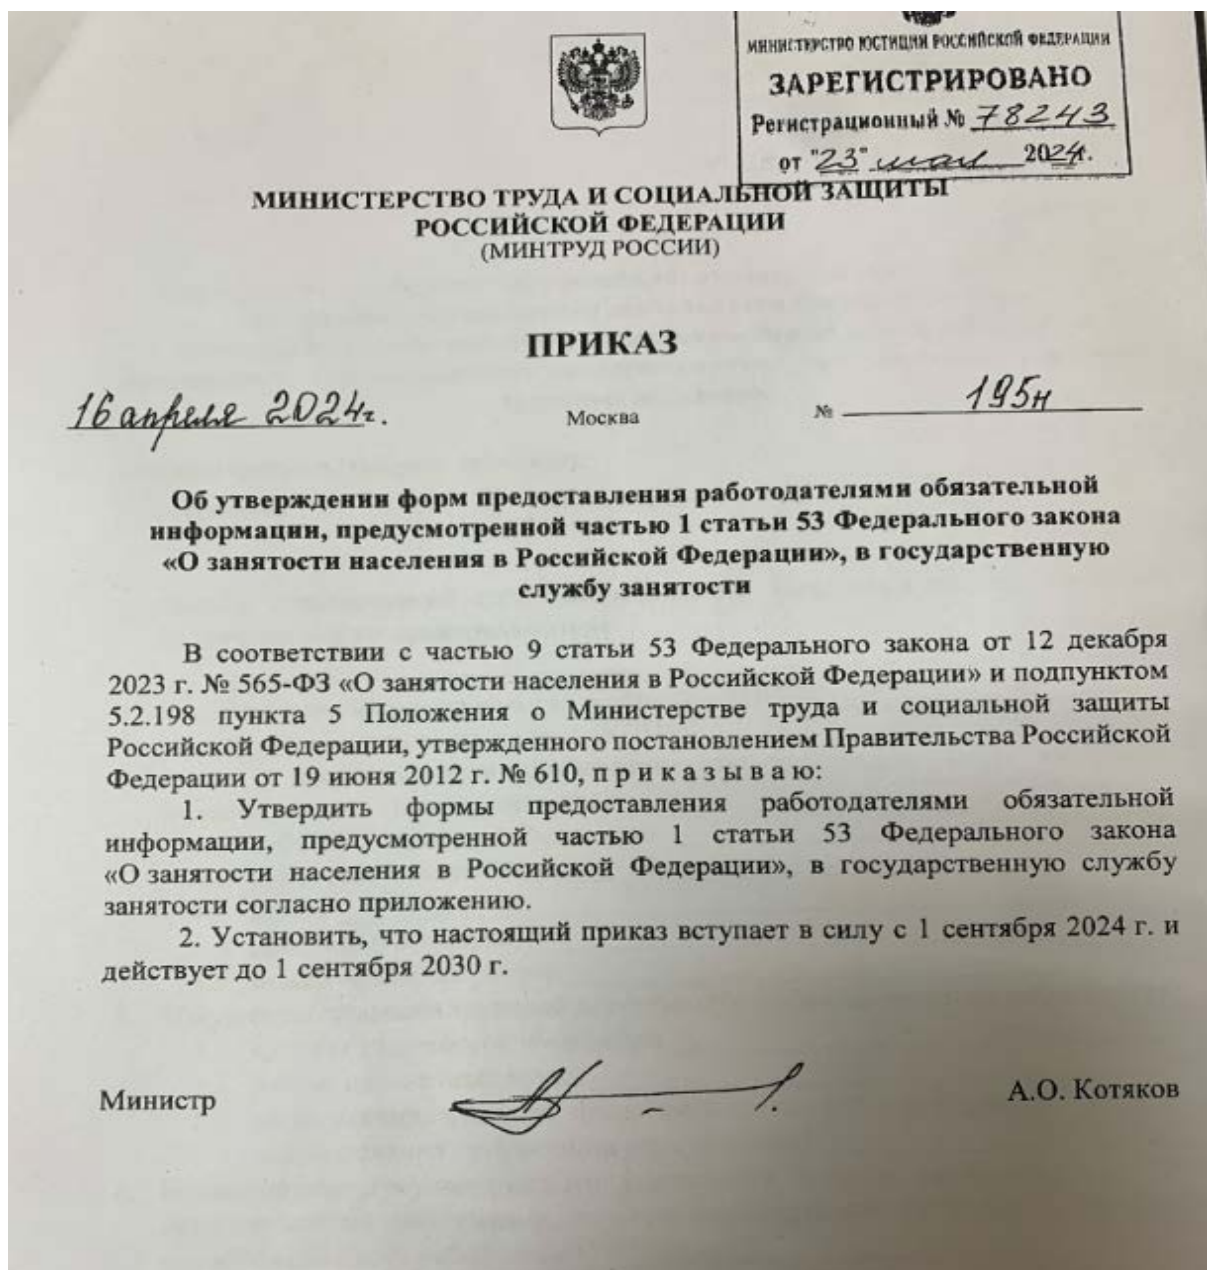 МИНИСТЕРСТВО ЮСТИЦИИ РОССИЙСКОЙ ФЕДЕРАЦИИ
ЗАРЕГИСТРИРОВАНО
Регистрационный № 78243
от "23" мая 2024г.
МИНИСТЕРСТВО ТРУДА И СОЦИАЛЬНОЙ ЗАЩИТЫ
РОССИЙСКОЙ ФЕДЕРАЦИИ
(МИНТРУД РОССИИ)
ПРИКАЗ
16 апреля 2024г. Москва № 195н
Об утверждении форм предоставления работодателями обязательной
информации, предусмотренной частью 1 статьи 53 Федерального закона
«О занятости населения в Российской Федерации», в государственную
службу занятости
В соответствии с частью 9 статьи 53 Федерального закона от 12 декабря
2023 г. № 565-ФЗ «О занятости населения в Российской Федерации» и подпунктом
5.2.198 пункта 5 Положения о Министерстве труда и социальной защиты
Российской Федерации, утвержденного постановлением Правительства Российской
Федерации от 19 июня 2012 г. № 610, п р и к а з ы в а ю:
1. Утвердить формы предоставления работодателями обязательной
информации, предусмотренной частью 1 статьи 53 Федерального закона
«О занятости населения в Российской Федерации», в государственную службу
занятости согласно приложению.
2. Установить, что настоящий приказ вступает в силу с 1 сентября 2024 г. и
действует до 1 сентября 2030 г.
Министр А.О. Котяков